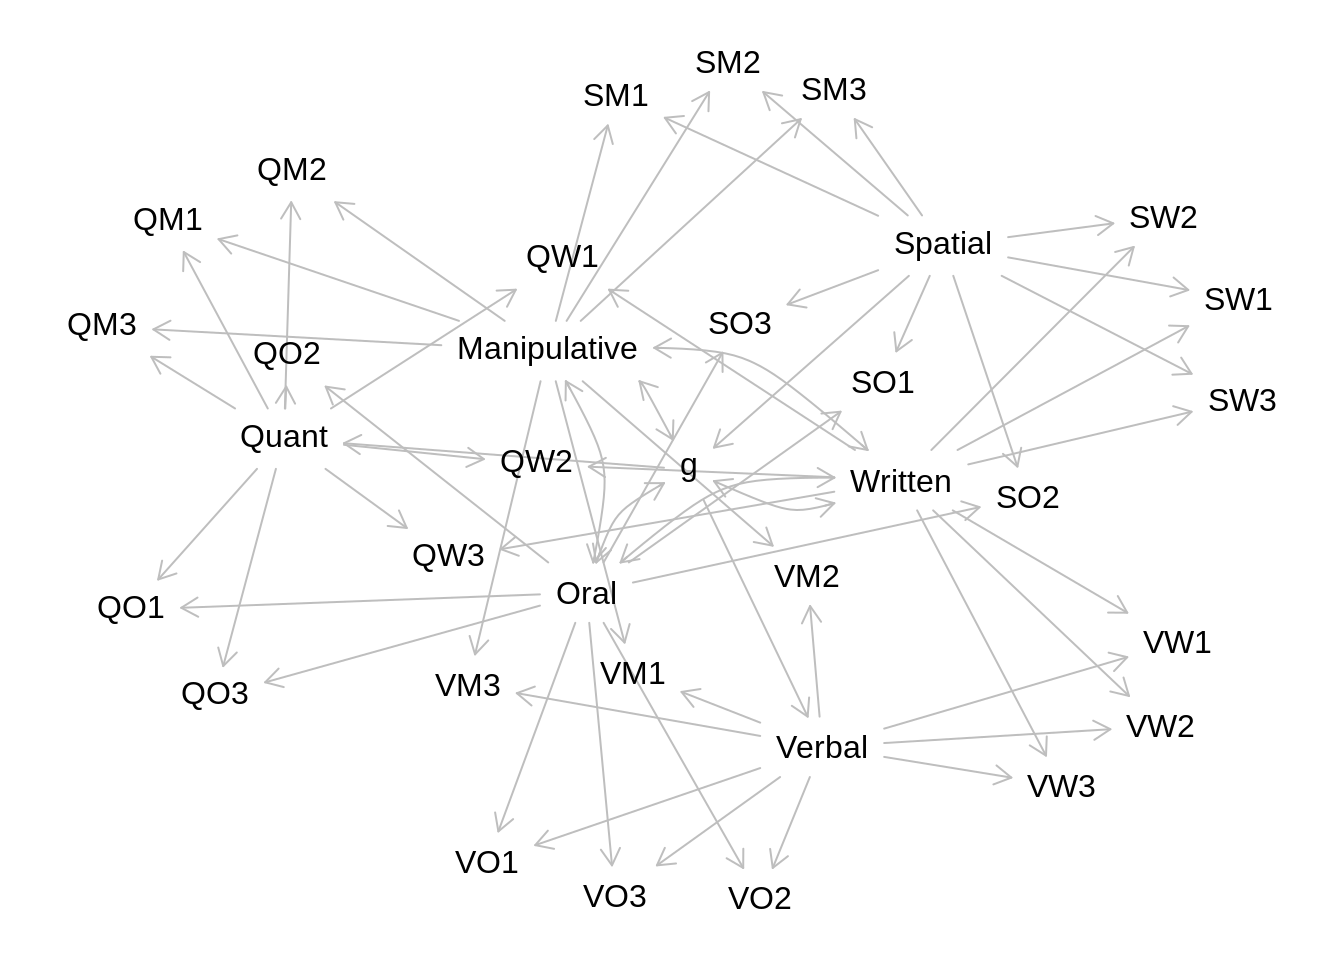 SM2
SM3
SM1
QM2
QM1
SW2
Spatial
QW1
SW1
QM3
SO3
Manipulative
QO2
SO1
SW3
Quant
QW2
g
Written
SO2
QW3
VM2
Oral
QO1
VW1
VM1
VM3
QO3
VW2
Verbal
VW3
VO1
VO3
VO2